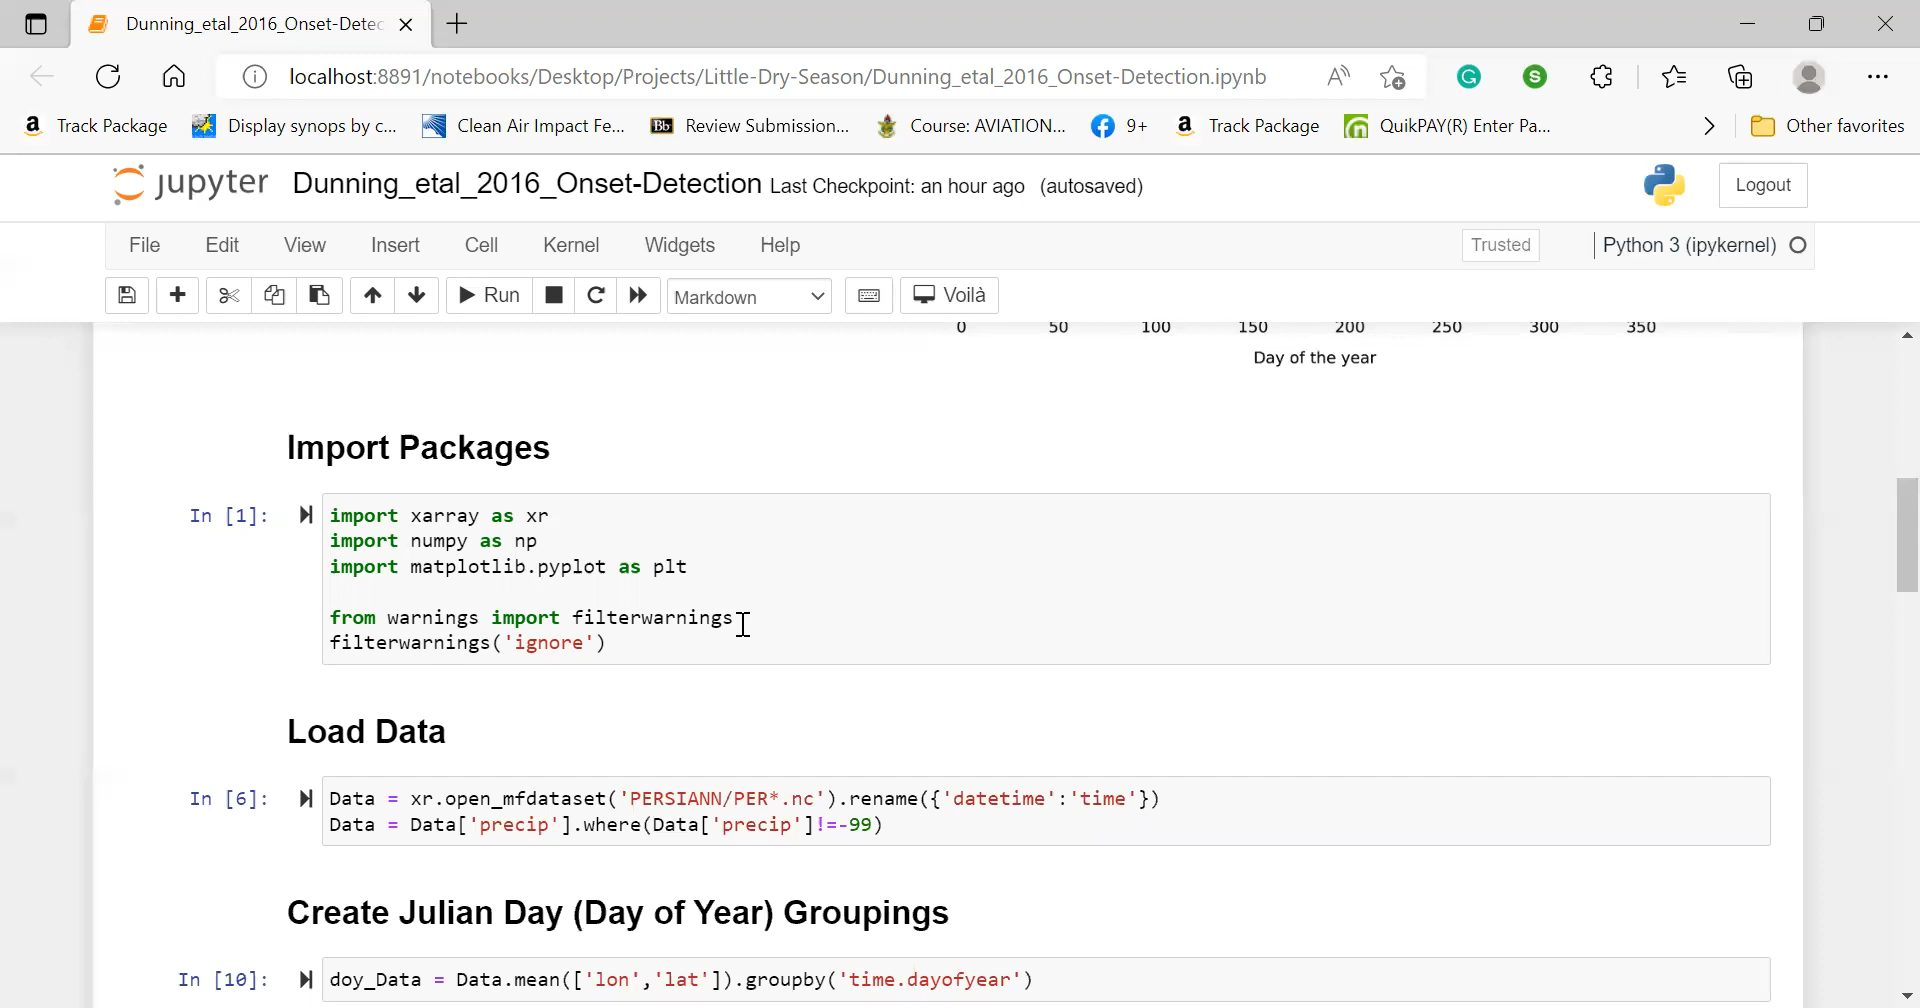 Dunning_etal_2016_Onset-Detec
localhost:8891/notebooks/Desktop/Projects/Little-Dry-Season/Dunning_etal_2016_Onset-Detection.ipynb
Track Package Display synops by c... Clean Air Impact Fe... Bb Review Submission... Course: AVIATION... 9+ Track Package QuikPAY(R) Enter Pa... Other favorites
jupyter Dunning_etal_2016_Onset-Detection Last Checkpoint: an hour ago (autosaved) Logout
File Edit View Insert Cell Kernel Widgets Help Trusted Python 3 (ipykernel)
Run Markdown Voilà
0 50 100 150 200 250 300 350
Day of the year
Import Packages
In [1]: import xarray as xr
import numpy as np
import matplotlib.pyplot as plt
from warnings import filterwarnings
filterwarnings('ignore')
Load Data
In [6]: Data = xr.open_mfdataset('PERSIANN/PER*.nc').rename({'datetime':'time'})
Data = Data['precip'].where(Data['precip']!=-99)
Create Julian Day (Day of Year) Groupings
In [10]: doy_Data = Data.mean(['lon','lat']).groupby('time.dayofyear')